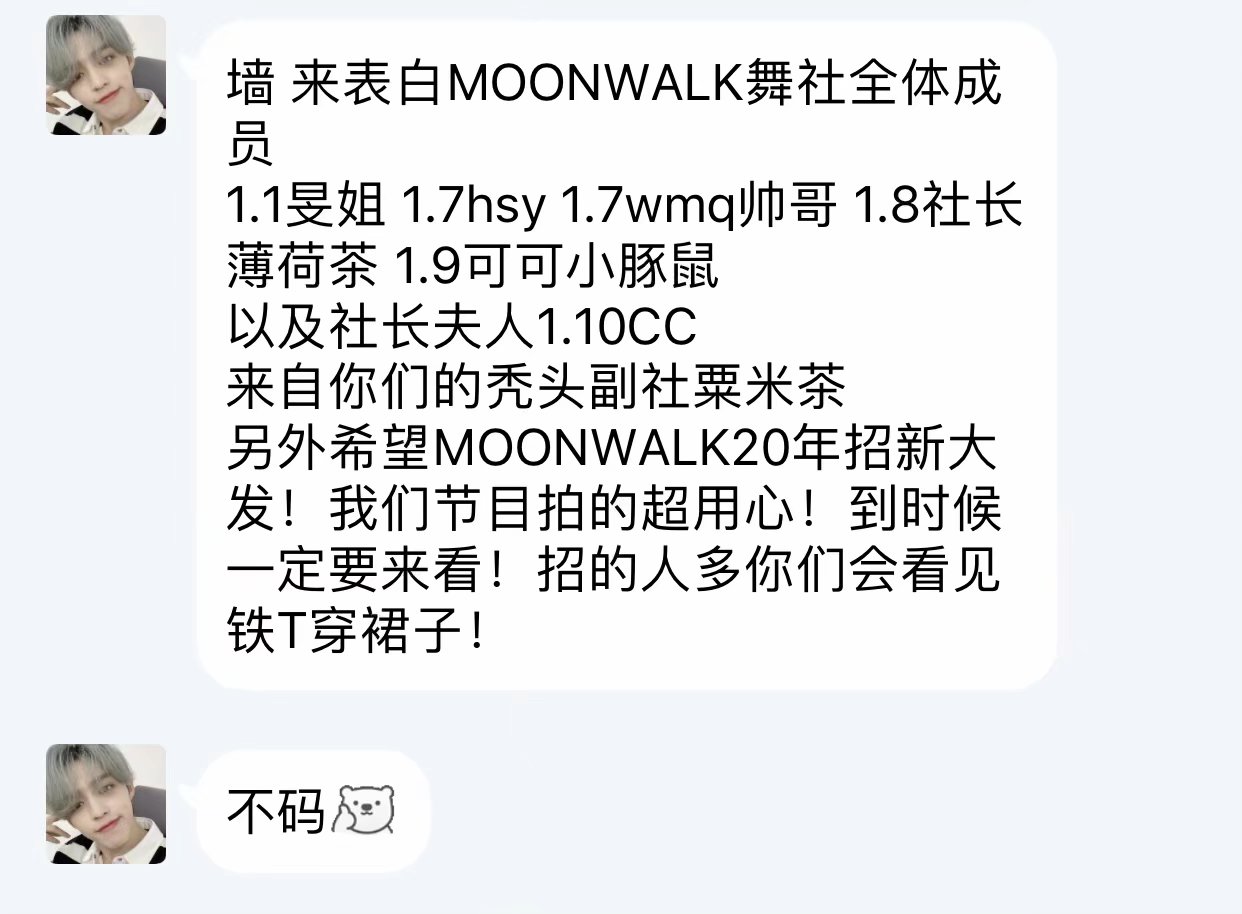 墙 来表白MOONWALK舞社全体成
员
1.1旻姐 1.7hsy 1.7wmq帅哥 1.8社长
薄荷茶 1.9可可小豚鼠
以及社长夫人1.10CC
来自你们的秃头副社粟米茶
另外希望MOONWALK20年招新大
发！我们节目拍的超用心！到时候
一定要来看！招的人多你们会看见
铁T穿裙子！
不码